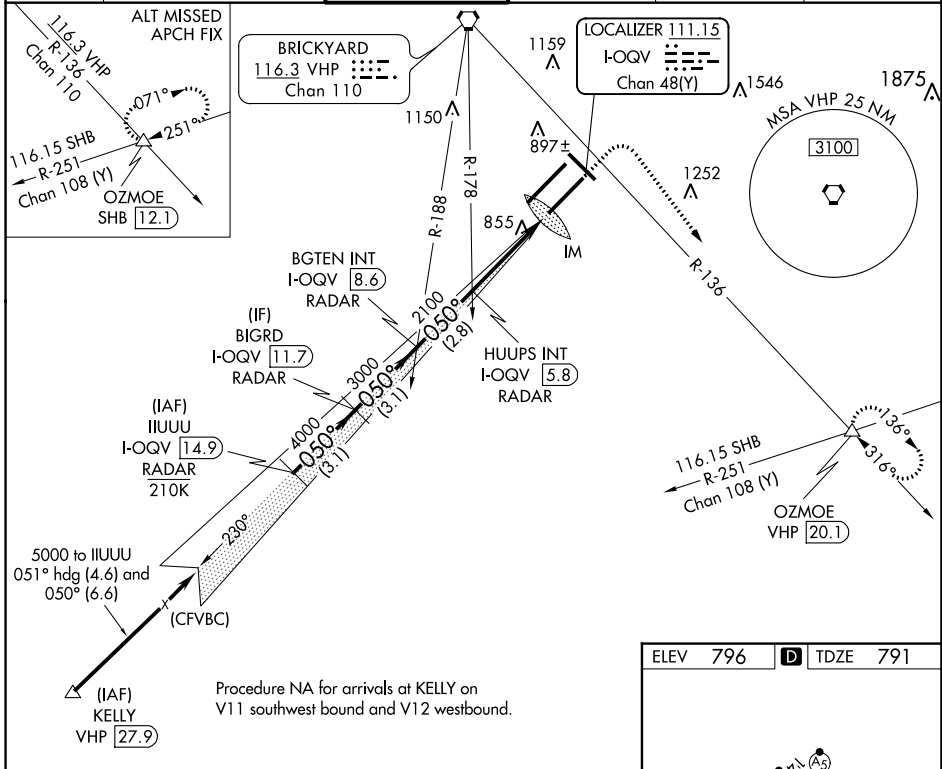 ALT MISSED
APCH FIX
116.3 VHP
R-136
Chan 110
071°
251°
116.15 SHB
R-251
Chan 108 (Y)
OZMOE
SHB 12.1
BRICKYARD
116.3 VHP
Chan 110
LOCALIZER 111.15
I-OQV
Chan 48(Y)
1159
1546
1875
1150
897±
1252
855
MSA VHP 25 NM
3100
R-188
R-178
R-136
IM
BGTEN INT
I-OQV 8.6
RADAR
(IF)
BIGRD
I-OQV 11.7
RADAR
(IAF)
IIUUU
I-OQV 14.9
RADAR
210K
HUUPS INT
I-OQV 5.8
RADAR
2100
050°
(2.8)
3000
050°
(3.1)
4000
050°
(3.1)
230°
5000 to IIUUU
051° hdg (4.6) and
050° (6.6)
(CFVBC)
(IAF)
KELLY
VHP 27.9
Procedure NA for arrivals at KELLY on
V11 southwest bound and V12 westbound.
116.15 SHB
R-251
Chan 108 (Y)
136°
316°
OZMOE
VHP 20.1
ELEV 796 D TDZE 791
A5